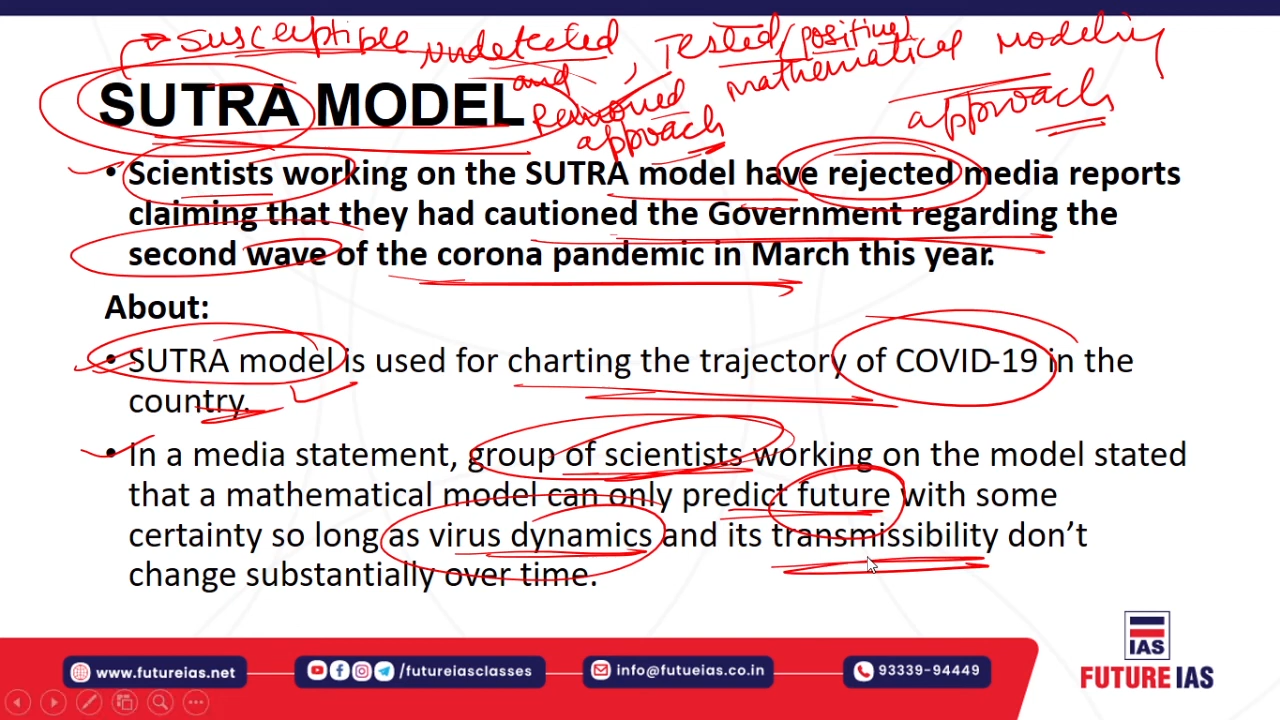 Susceptible, undetected, Tested (positive)
and Removed mathematical modeling
approach approach
SUTRA MODEL
• Scientists working on the SUTRA model have rejected media reports
claiming that they had cautioned the Government regarding the
second wave of the corona pandemic in March this year.
About:
• SUTRA model is used for charting the trajectory of COVID-19 in the
country.
• In a media statement, group of scientists working on the model stated
that a mathematical model can only predict future with some
certainty so long as virus dynamics and its transmissibility don’t
change substantially over time.
IAS
www.futureias.net
/futureiasclasses
info@futueias.co.in
93339-94449
FUTURE IAS